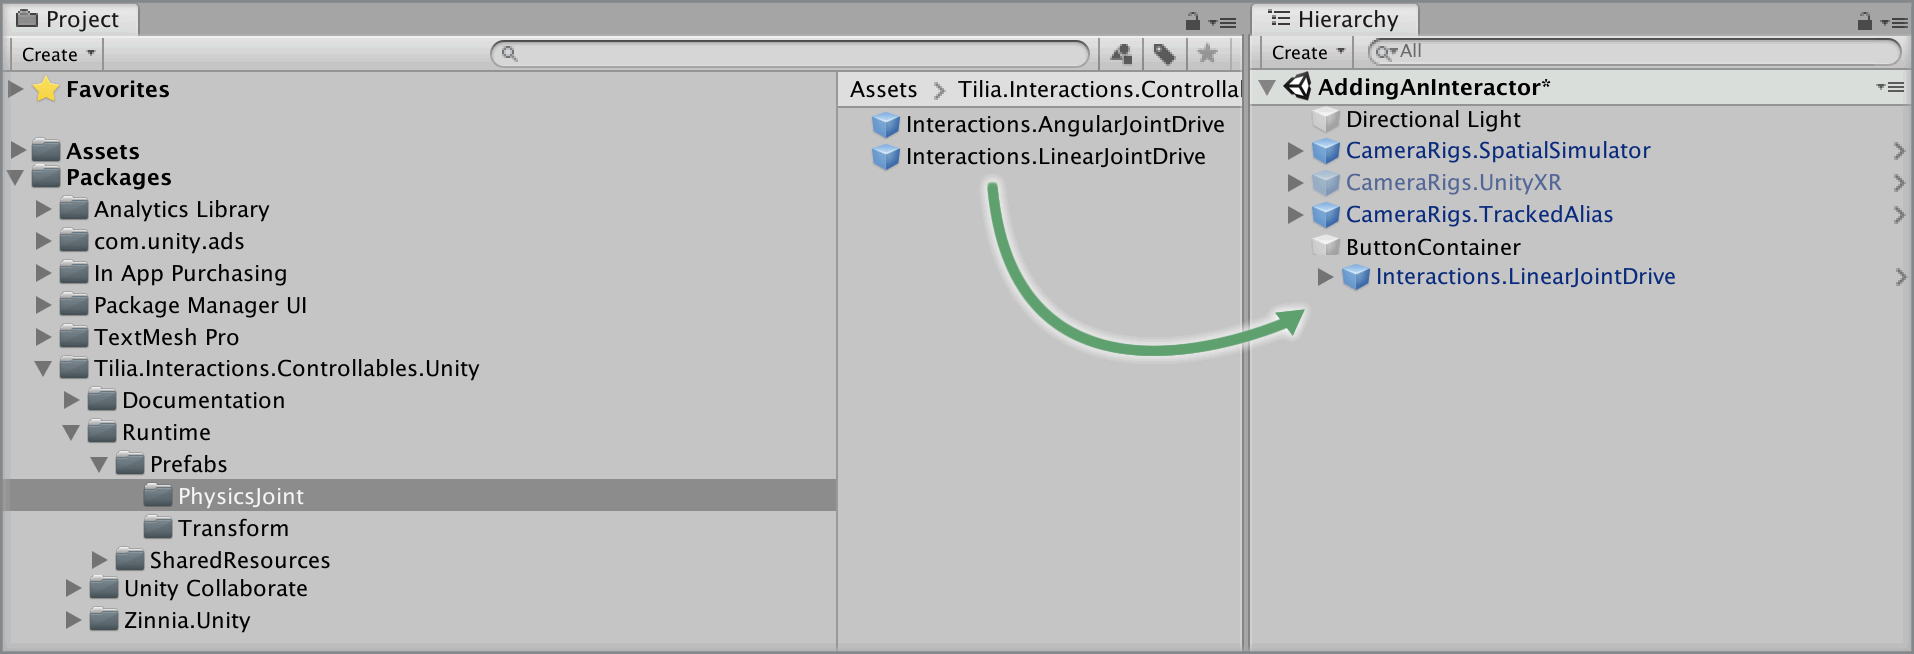 Project
Create
Favorites
Assets
Packages
Analytics Library
com.unity.ads
In App Purchasing
Package Manager UI
TextMesh Pro
Tilia.Interactions.Controllables.Unity
Documentation
Runtime
Prefabs
PhysicsJoint
Transform
SharedResources
Unity Collaborate
Zinnia.Unity
Assets > Tilia.Interactions.Controllal
Interactions.AngularJointDrive
Interactions.LinearJointDrive
Hierarchy
Create
All
AddingAnInteractor*
Directional Light
CameraRigs.SpatialSimulator
CameraRigs.UnityXR
CameraRigs.TrackedAlias
ButtonContainer
Interactions.LinearJointDrive